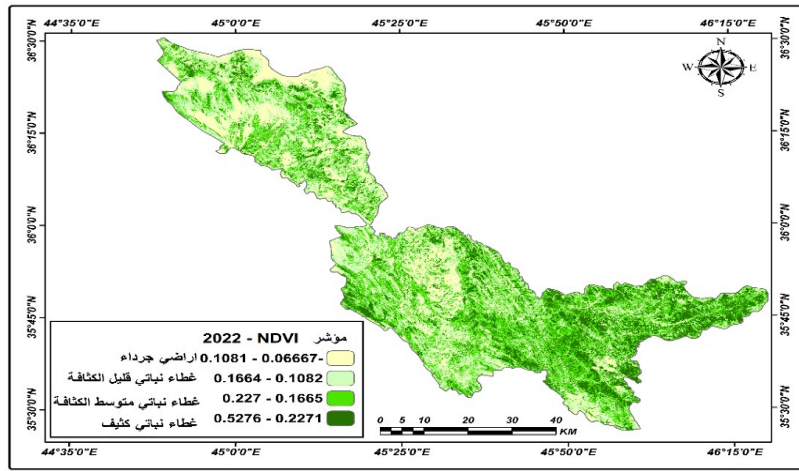 44°35'0"E 45°0'0"E 45°25'0"E 45°50'0"E 46°15'0"E
36°30'0"N 36°30'0"N
N
W E
S
36°15'0"N 36°15'0"N
36°0'0"N 36°0'0"N
35°45'0"N 35°45'0"N
مؤشر NDVI - 2022
اراضي جرداء 0.1081 - 0.06667-
غطاء نباتي قليل الكثافة 0.1664 - 0.1082
غطاء نباتي متوسط الكثافة 0.227 - 0.1665
غطاء نباتي كثيف 0.5276 - 0.2271
35°30'0"N 35°30'0"N
0 5 10 20 30 40
KM
44°35'0"E 45°0'0"E 45°25'0"E 45°50'0"E 46°15'0"E